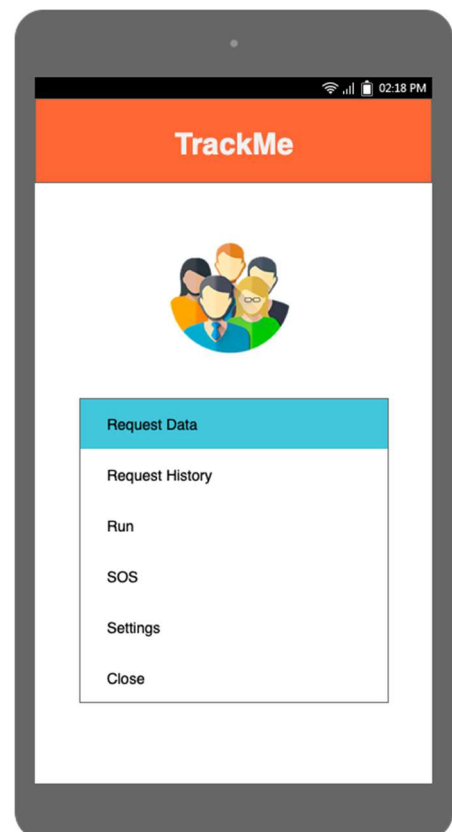 02:18 PM
TrackMe
Request Data
Request History
Run
SOS
Settings
Close